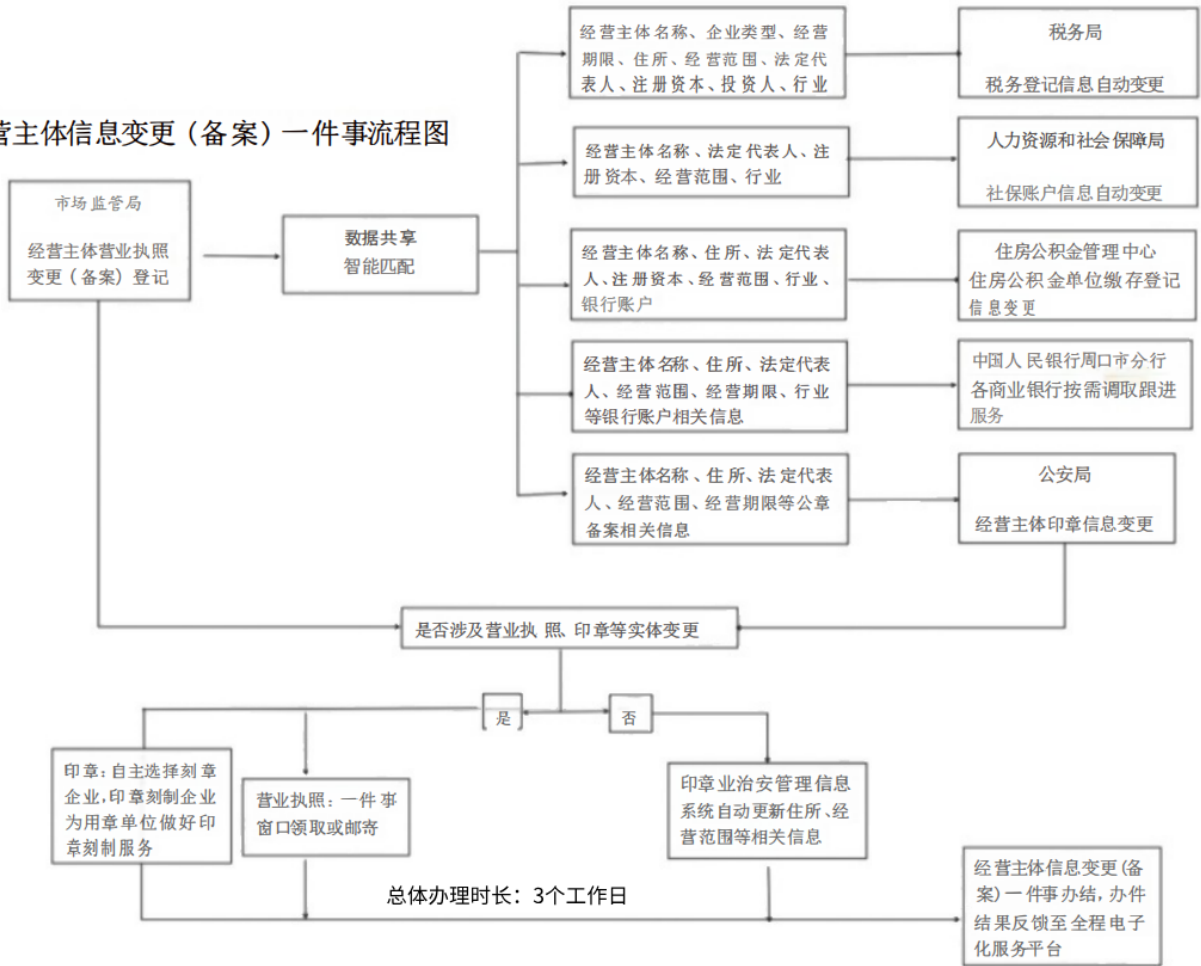 营主体信息变更（备案）一件事流程图
市场监管局
经营主体营业执照
变更（备案）登记
数据共享
智能匹配
经营主体名称、企业类型、经营
期限、住所、经营范围、法定代
表人、注册资本、投资人、行业
税务局
税务登记信息自动变更
经营主体名称、法定代表人、注
册资本、经营范围、行业
人力资源和社会保障局
社保账户信息自动变更
经营主体名称、住所、法定代表
人、注册资本、经营范围、行业、
银行账户
住房公积金管理中心
住房公积金单位缴存登记
信息变更
经营主体名称、住所、法定代表
人、经营范围、经营期限、行业
等银行账户相关信息
中国人民银行周口市分行
各商业银行按需调取跟进
服务
经营主体名称、住所、法定代表
人、经营范围、经营期限等公章
备案相关信息
公安局
经营主体印章信息变更
是否涉及营业执照、印章等实体变更
是
否
印章：自主选择刻章
企业,印章刻制企业
为用章单位做好印
章刻制服务
营业执照：一件事
窗口领取或邮寄
印章业治安管理信息
系统自动更新住所、经
营范围等相关信息
总体办理时长：3个工作日
经营主体信息变更(备
案)一件事办结，办件
结果反馈至全程电子
化服务平台